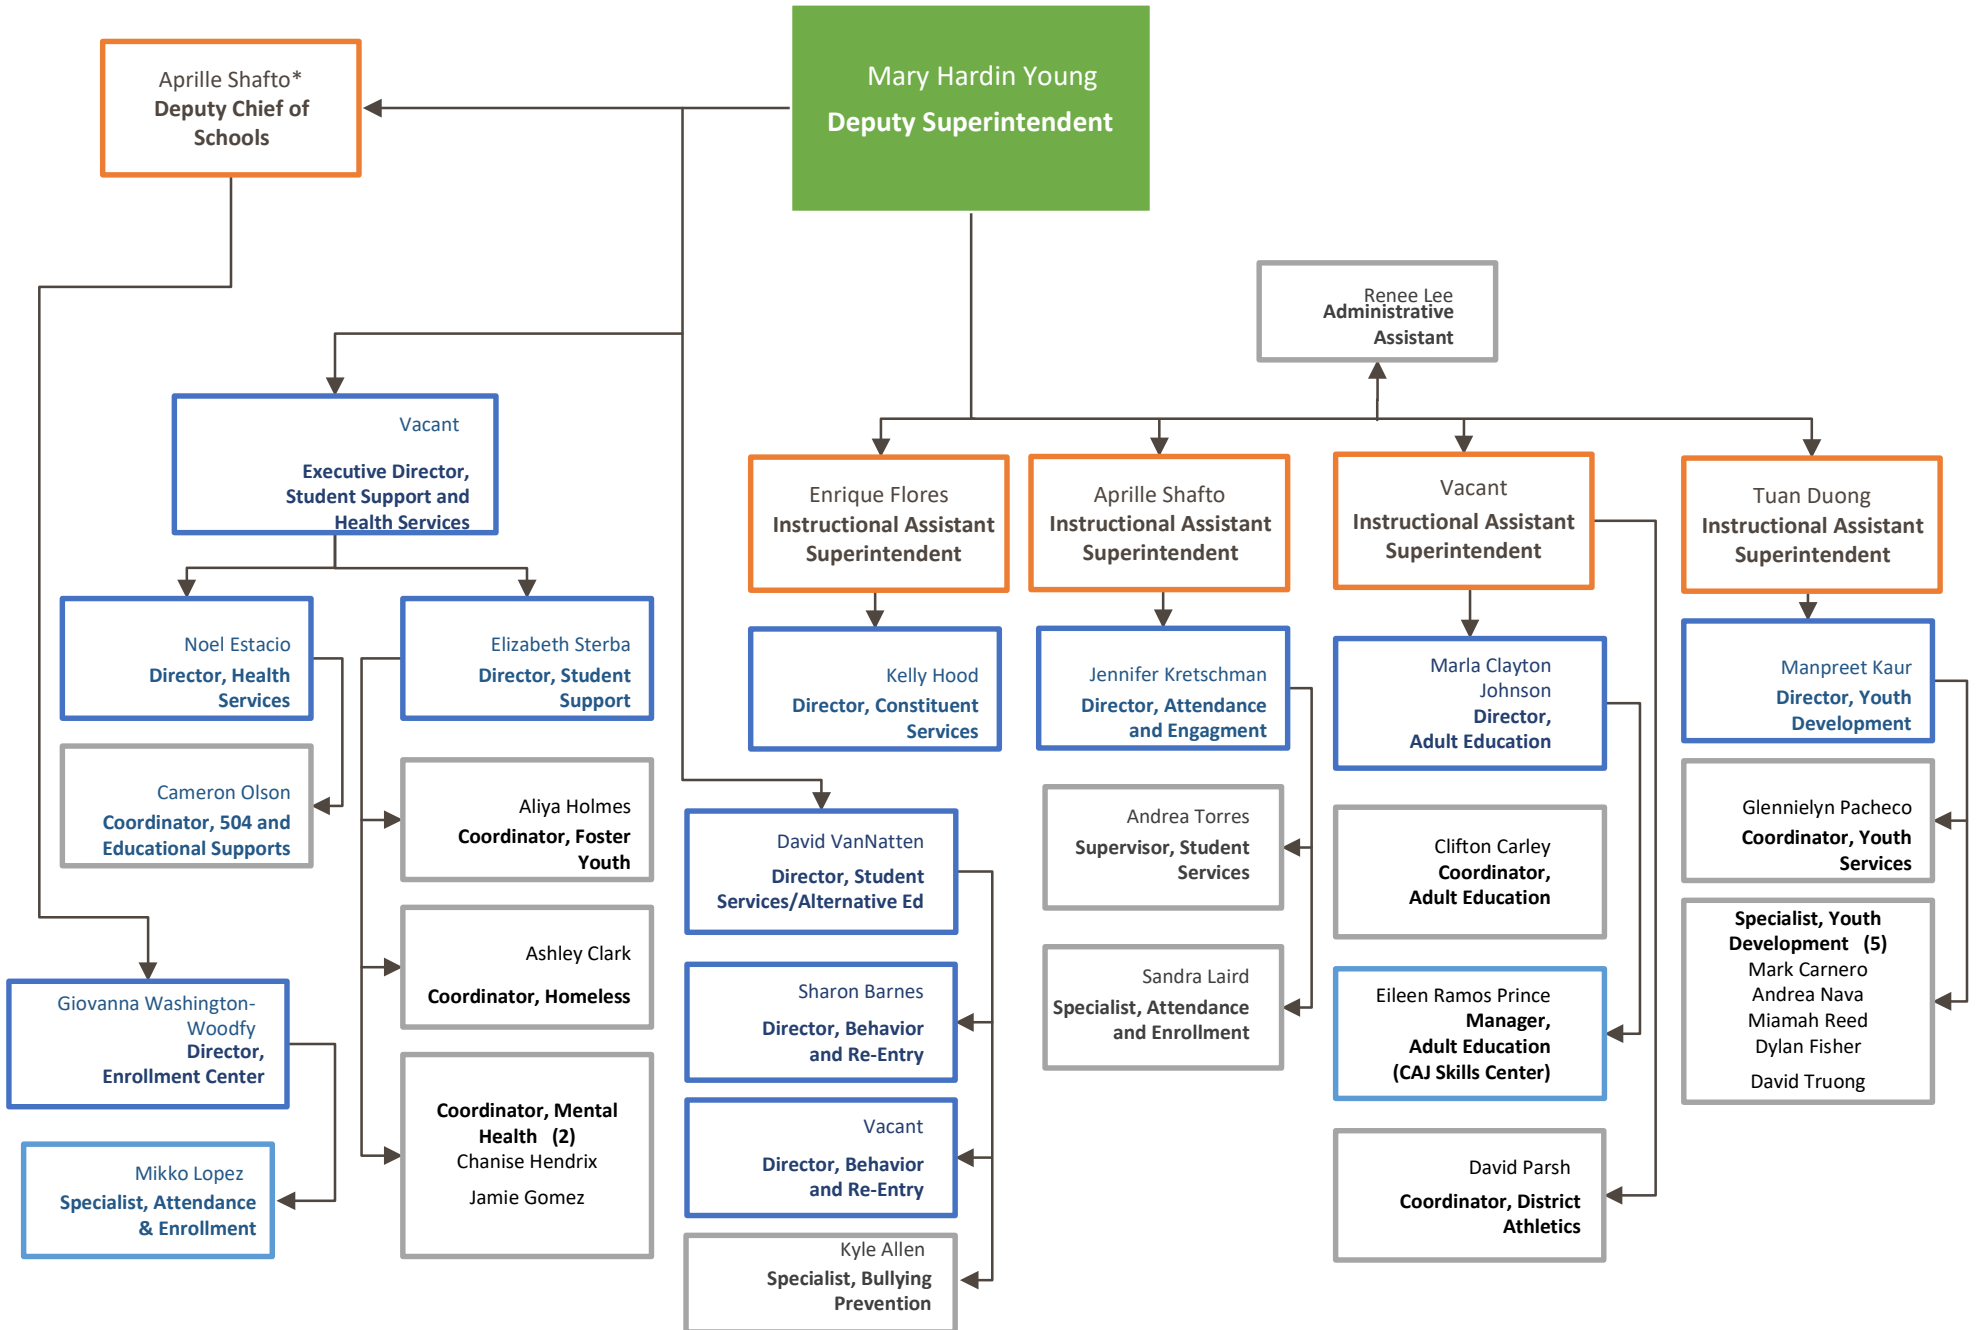 Mary Hardin Young
Deputy Superintendent
Aprille Shafto*
Deputy Chief of
Schools
Renee Lee
Administrative
Assistant
Vacant
Executive Director,
Student Support and
Health Services
Enrique Flores
Instructional Assistant
Superintendent
Aprille Shafto
Instructional Assistant
Superintendent
Vacant
Instructional Assistant
Superintendent
Tuan Duong
Instructional Assistant
Superintendent
Noel Estacio
Director, Health
Services
Elizabeth Sterba
Director, Student
Support
Kelly Hood
Director, Constituent
Services
Jennifer Kretschman
Director, Attendance
and Engagment
Marla Clayton
Johnson
Director,
Adult Education
Manpreet Kaur
Director, Youth
Development
Cameron Olson
Coordinator, 504 and
Educational Supports
Aliya Holmes
Coordinator, Foster
Youth
David VanNatten
Director, Student
Services/Alternative Ed
Andrea Torres
Supervisor, Student
Services
Clifton Carley
Coordinator,
Adult Education
Glennielyn Pacheco
Coordinator, Youth
Services
Ashley Clark
Coordinator, Homeless
Sharon Barnes
Director, Behavior
and Re-Entry
Sandra Laird
Specialist, Attendance
and Enrollment
Eileen Ramos Prince
Manager,
Adult Education
(CAJ Skills Center)
Specialist, Youth
Development (5)
Mark Carnero
Andrea Nava
Miamah Reed
Dylan Fisher
David Truong
Giovanna Washington-
Woodfy
Director,
Enrollment Center
Coordinator, Mental
Health (2)
Chanise Hendrix
Jamie Gomez
Vacant
Director, Behavior
and Re-Entry
David Parsh
Coordinator, District
Athletics
Mikko Lopez
Specialist, Attendance
& Enrollment
Kyle Allen
Specialist, Bullying
Prevention